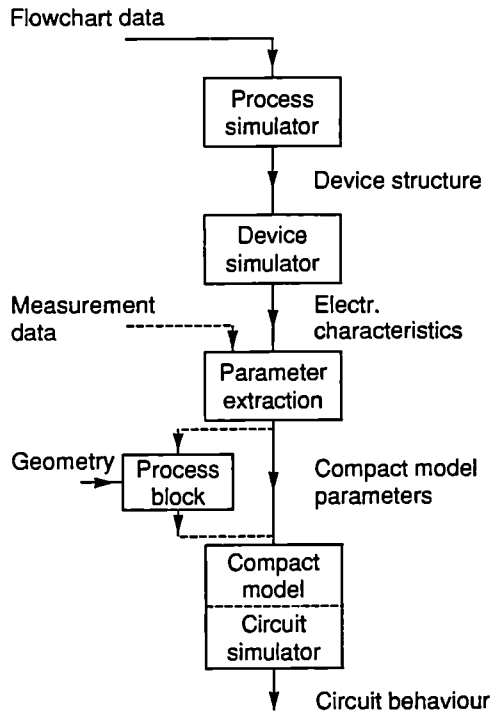 Flowchart data
Process
simulator
Device structure
Device
simulator
Measurement
data
Electr.
characteristics
Parameter
extraction
Geometry
Process
block
Compact model
parameters
Compact
model
Circuit
simulator
Circuit behaviour